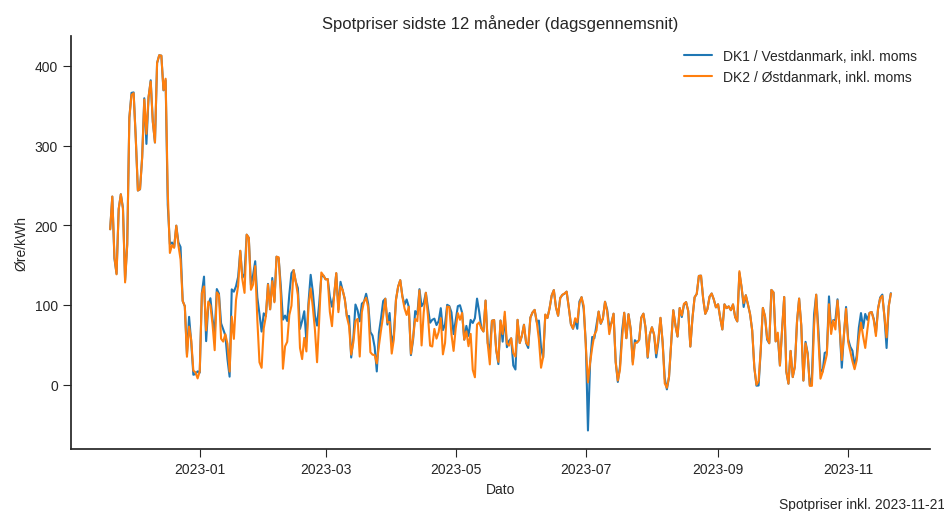 Spotpriser sidste 12 måneder (dagsgennemsnit)
DK1 / Vestdanmark, inkl. moms
DK2 / Østdanmark, inkl. moms
400
300
200
100
0
Øre/kWh
2023-01
2023-03
2023-05
2023-07
2023-09
2023-11
Dato
Spotpriser inkl. 2023-11-21